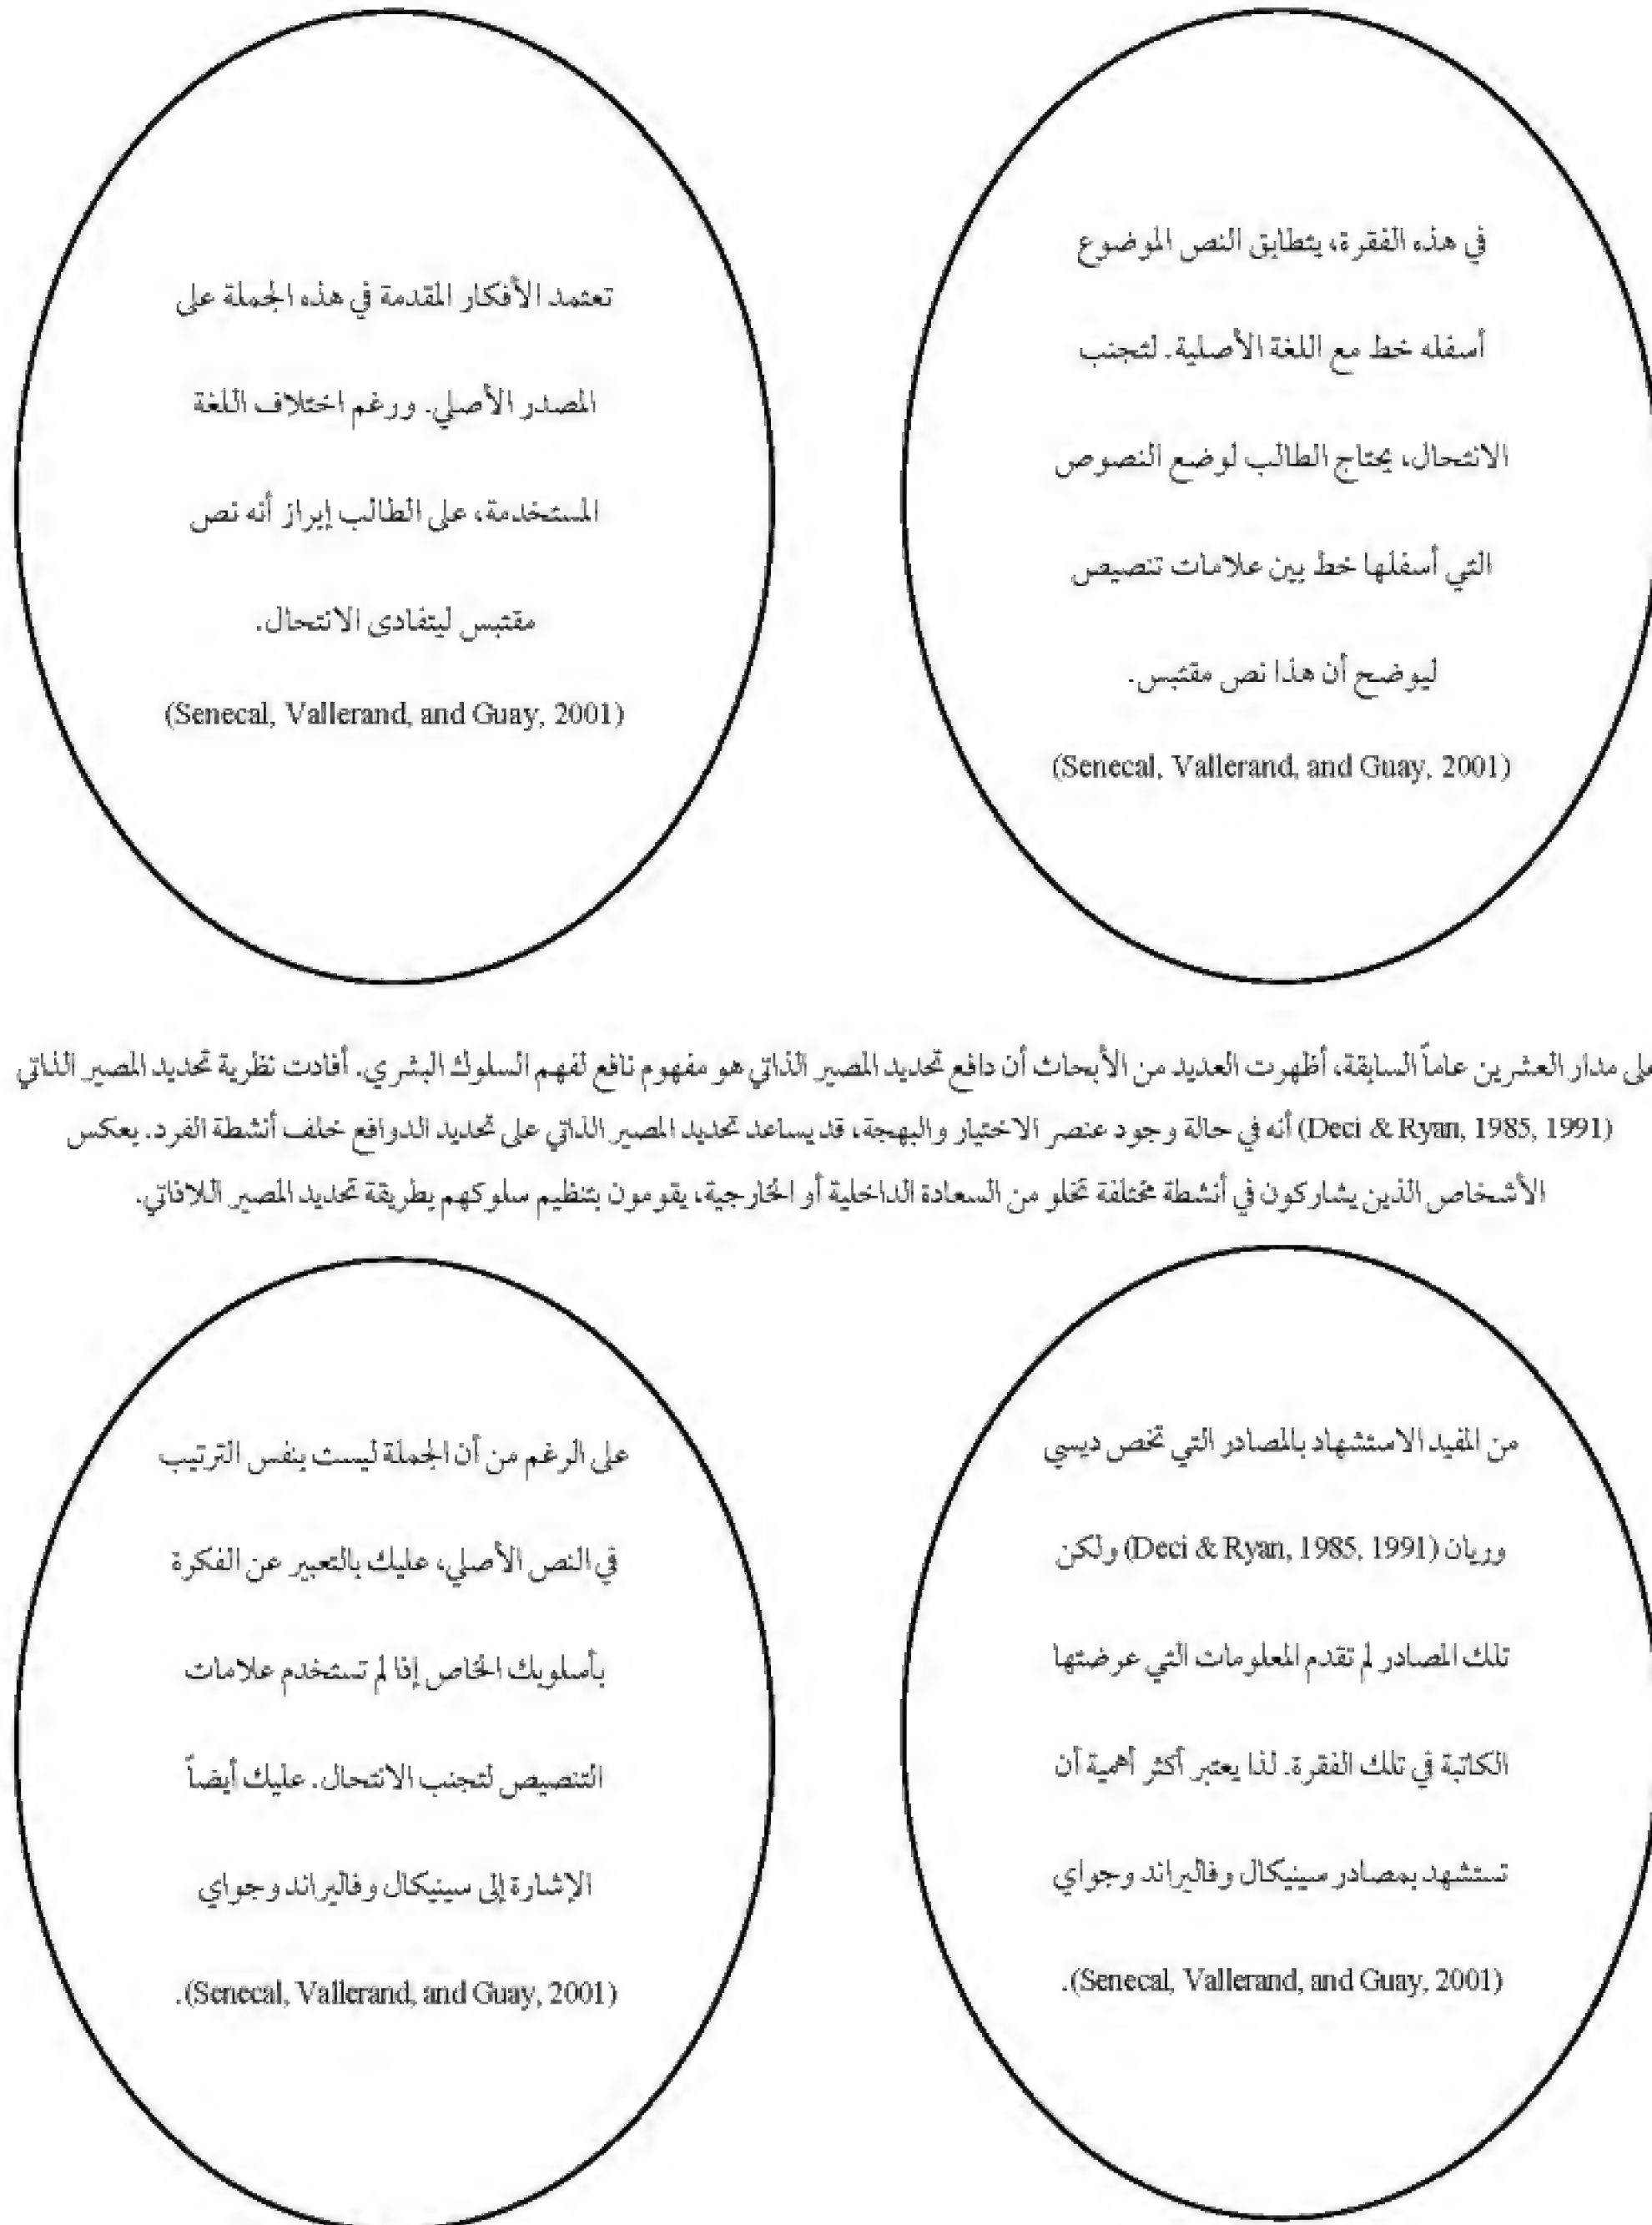 في هذه الفقرة، يتطابق النص الموضوع
أسفله خط مع اللغة الأصلية. لتجنب
الانتحال، يحتاج الطالب لوضع النصوص
التي أسفلها خط بين علامات تنصيص
ليوضح أن هذا نص مقتبس.
(Senecal, Vallerand, and Guay, 2001)
تعتمد الأفكار المقدمة في هذه الجملة على
المصدر الأصلي. ورغم اختلاف اللغة
المستخدمة، على الطالب إبراز أنه نص
مقتبس ليتفادى الانتحال.
(Senecal, Vallerand, and Guay, 2001)
على مدار العشرين عاماً السابقة، أظهرت العديد من الأبحاث أن دافع تحديد المصير الذاتي هو مفهوم نافع لفهم السلوك البشري. أفادت نظرية تحديد المصير الذاتي
(Deci & Ryan, 1985, 1991) أنه في حالة وجود عنصر الاختيار والبهجة، قد يساعد تحديد المصير الذاتي على تحديد الدوافع خلف أنشطة الفرد. بعكس
الأشخاص الذين يشاركون في أنشطة مختلفة تخلو من السعادة الداخلية أو الخارجية، يقومون بتنظيم سلوكهم بطريقة تحديد المصير اللاذاتي.
من المفيد الاستشهاد بالمصادر التي تخص ديسي
وريان (Deci & Ryan, 1985, 1991) ولكن
تلك المصادر لم تقدم المعلومات التي عرضتها
الكاتبة في تلك الفقرة. لذا يعتبر أكثر أهمية أن
تستشهد بمصادر سينيكال وفاليراند وجواي
(Senecal, Vallerand, and Guay, 2001).
على الرغم من أن الجملة ليست بنفس الترتيب
في النص الأصلي، عليك بالتعبير عن الفكرة
بأسلوبك الخاص إذا لم تستخدم علامات
التنصيص لتجنب الانتحال. عليك أيضاً
الإشارة إلى سينيكال وفاليراند وجواي
(Senecal, Vallerand, and Guay, 2001).